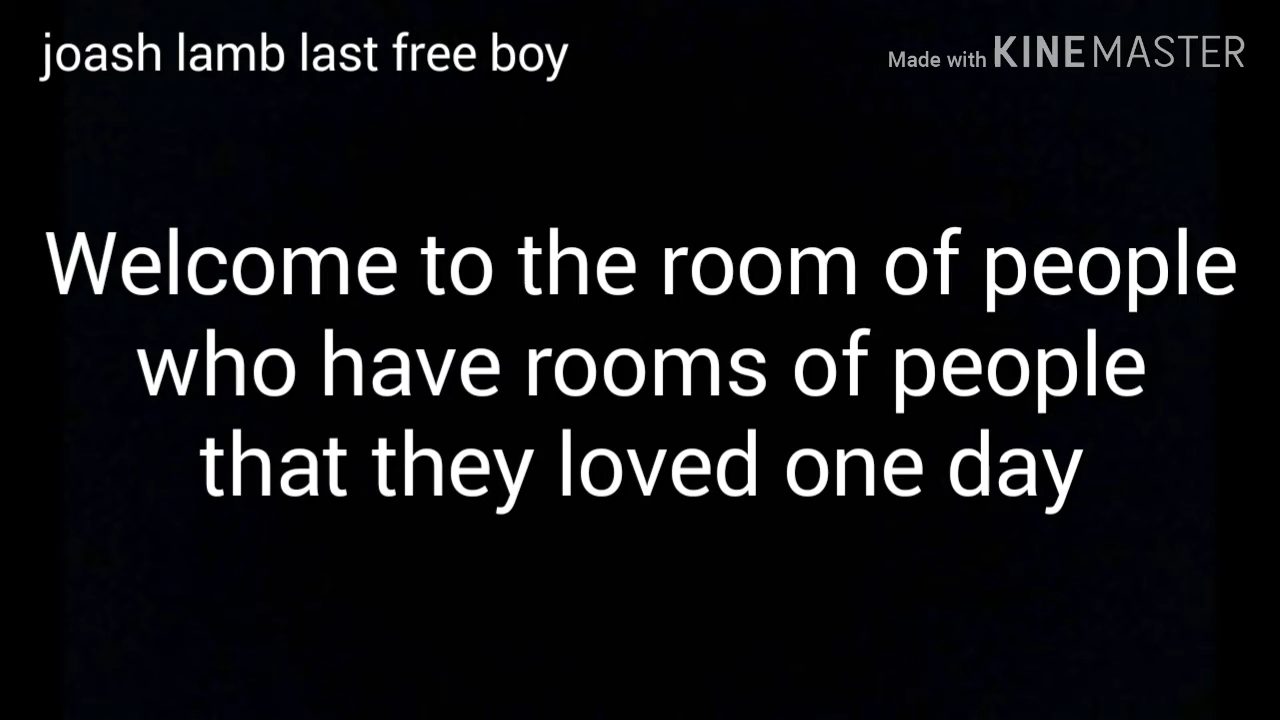 joash lamb last free boy
Made with KINEMASTER
Welcome to the room of people
who have rooms of people
that they loved one day